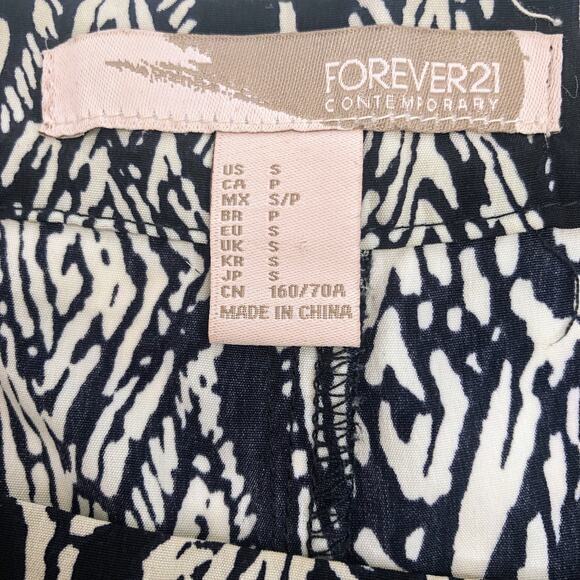 FOREVER21
CONTEMPORARY
US S
CA P
MX S/P
BR P
EU S
UK S
KR S
JP S
CN 160/70A
MADE IN CHINA